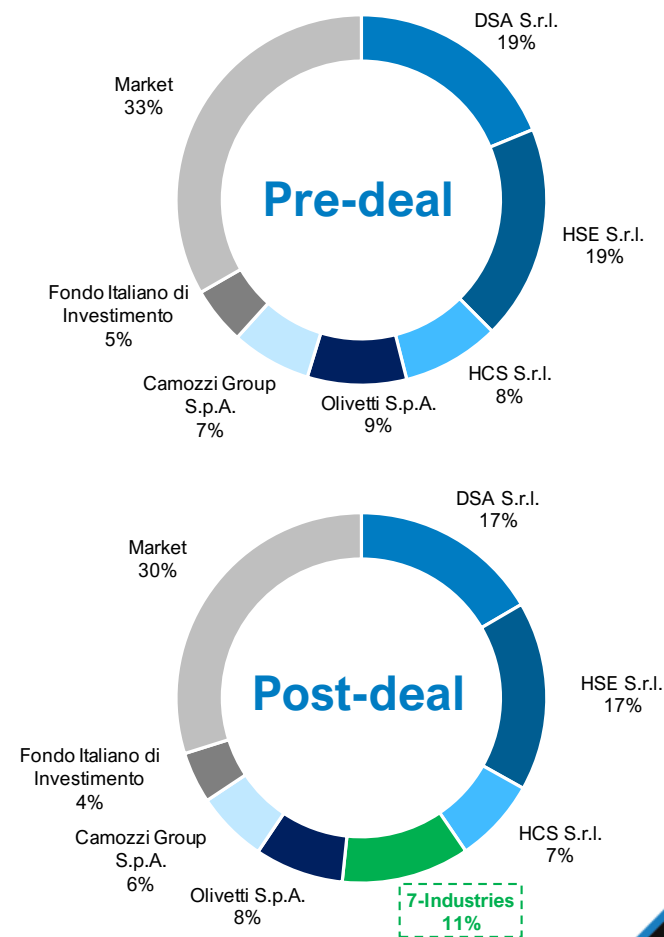 DSA S.r.l.
19%
Market
33%
Pre-deal
HSE S.r.l.
19%
Fondo Italiano di
Investimento
5%
HCS S.r.l.
8%
Camozzi Group
S.p.A.
7%
Olivetti S.p.A.
9%
DSA S.r.l.
17%
Market
30%
Post-deal
HSE S.r.l.
17%
Fondo Italiano di
Investimento
4%
HCS S.r.l.
7%
Camozzi Group
S.p.A.
6%
Olivetti S.p.A.
8%
7-Industries
11%